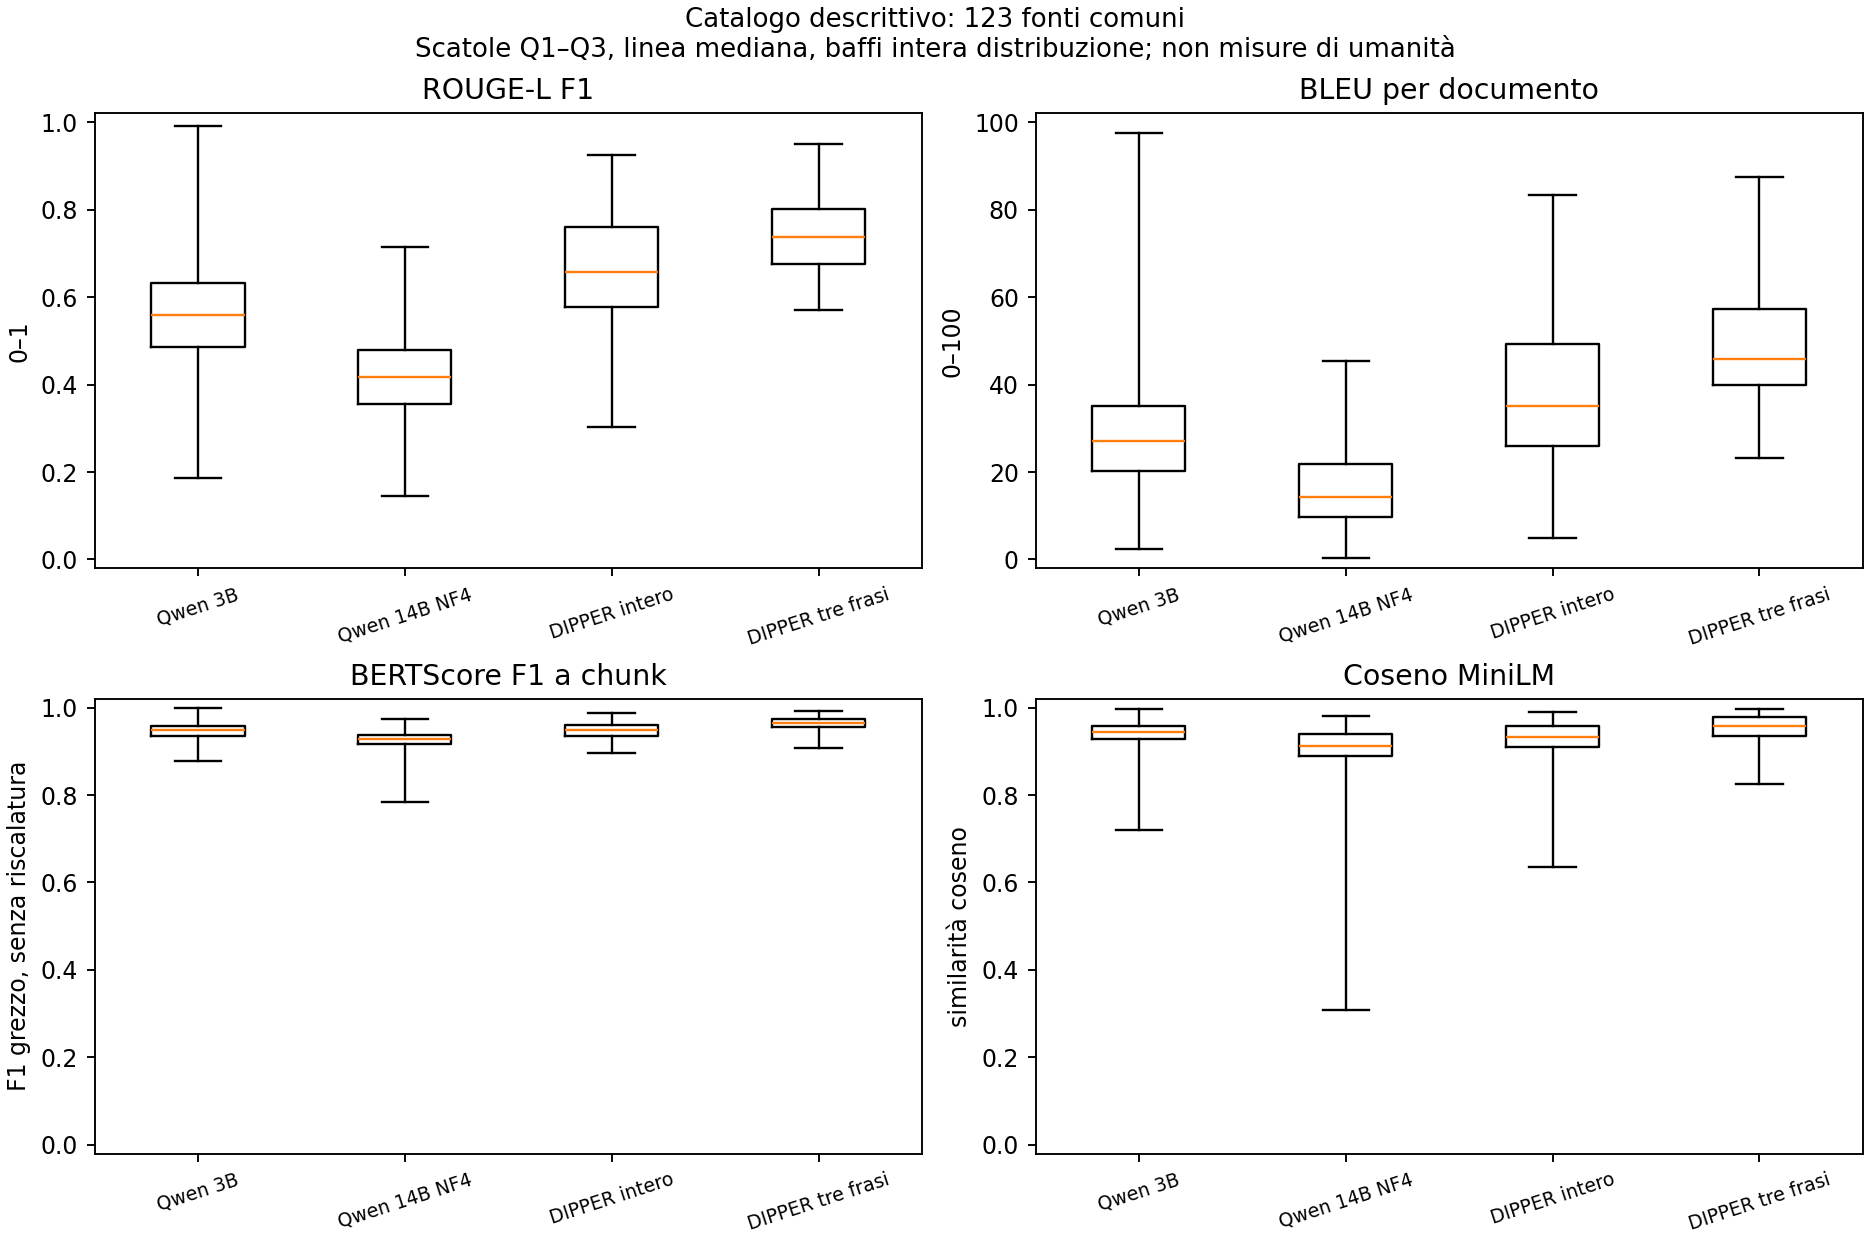 Catalogo descrittivo: 123 fonti comuni
Scatole Q1–Q3, linea mediana, baffi intera distribuzione; non misure di umanità
ROUGE-L F1
0–1
1.0
0.8
0.6
0.4
0.2
0.0
Qwen 3B
Qwen 14B NF4
DIPPER intero
DIPPER tre frasi
BLEU per documento
0–100
100
80
60
40
20
0
Qwen 3B
Qwen 14B NF4
DIPPER intero
DIPPER tre frasi
BERTScore F1 a chunk
F1 grezzo, senza riscalatura
1.0
0.8
0.6
0.4
0.2
0.0
Qwen 3B
Qwen 14B NF4
DIPPER intero
DIPPER tre frasi
Coseno MiniLM
similarità coseno
1.0
0.8
0.6
0.4
0.2
0.0
Qwen 3B
Qwen 14B NF4
DIPPER intero
DIPPER tre frasi